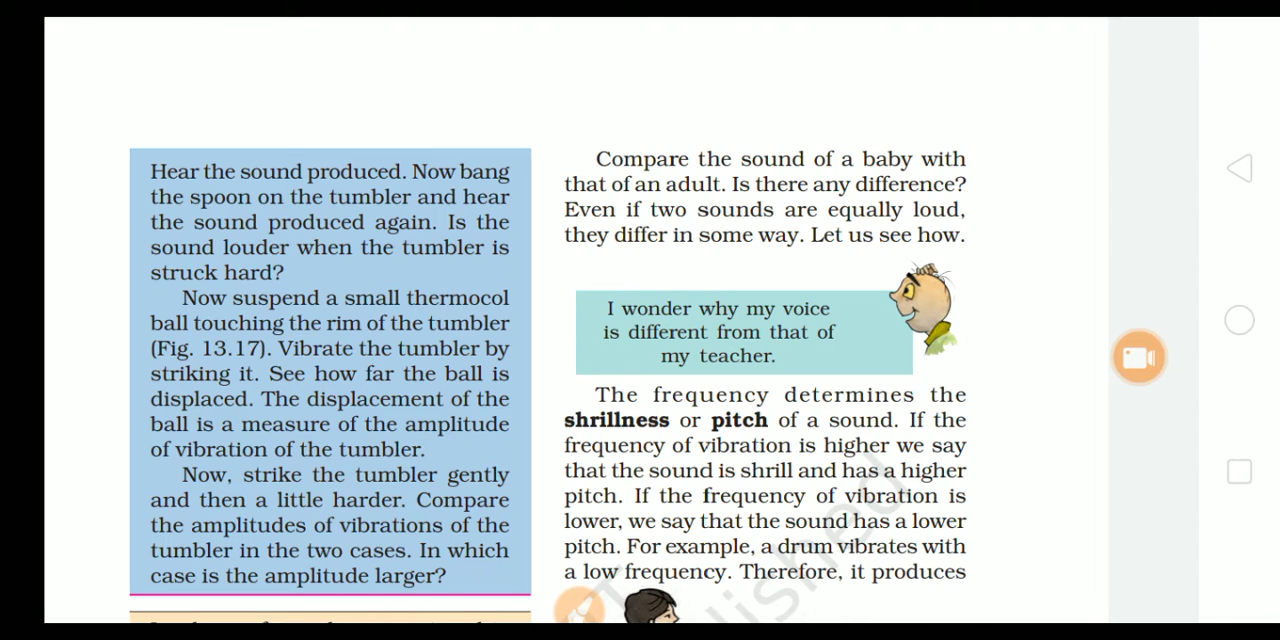 Hear the sound produced. Now bang
the spoon on the tumbler and hear
the sound produced again. Is the
sound louder when the tumbler is
struck hard?
Now suspend a small thermocol
ball touching the rim of the tumbler
(Fig. 13.17). Vibrate the tumbler by
striking it. See how far the ball is
displaced. The displacement of the
ball is a measure of the amplitude
of vibration of the tumbler.
Now, strike the tumbler gently
and then a little harder. Compare
the amplitudes of vibrations of the
tumbler in the two cases. In which
case is the amplitude larger?
Compare the sound of a baby with
that of an adult. Is there any difference?
Even if two sounds are equally loud,
they differ in some way. Let us see how.
I wonder why my voice
is different from that of
my teacher.
The frequency determines the
shrillness or pitch of a sound. If the
frequency of vibration is higher we say
that the sound is shrill and has a higher
pitch. If the frequency of vibration is
lower, we say that the sound has a lower
pitch. For example, a drum vibrates with
a low frequency. Therefore, it produces